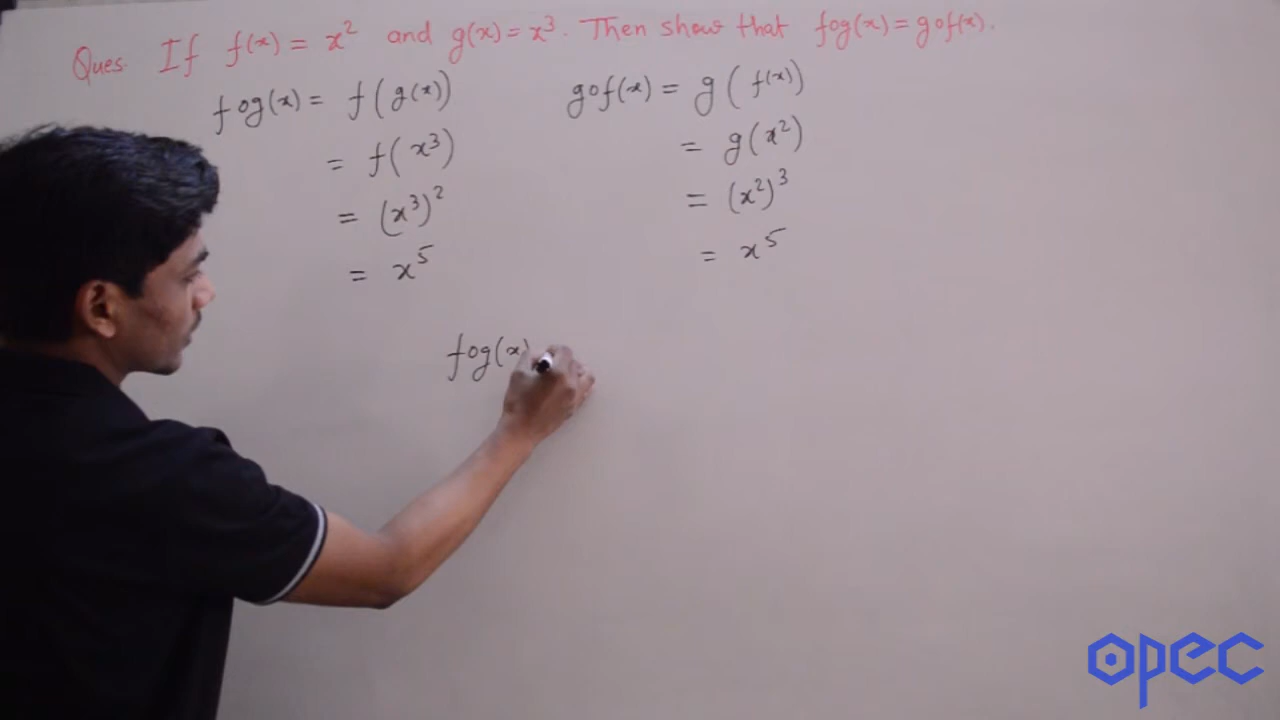 Ques. If f(x) = x² and g(x) = x³. Then show that fog(x) = gof(x).
fog(x) = f(g(x))
= f(x³)
= (x³)²
= x⁵
gof(x) = g(f(x))
= g(x²)
= (x²)³
= x⁵
fog(x)
opec